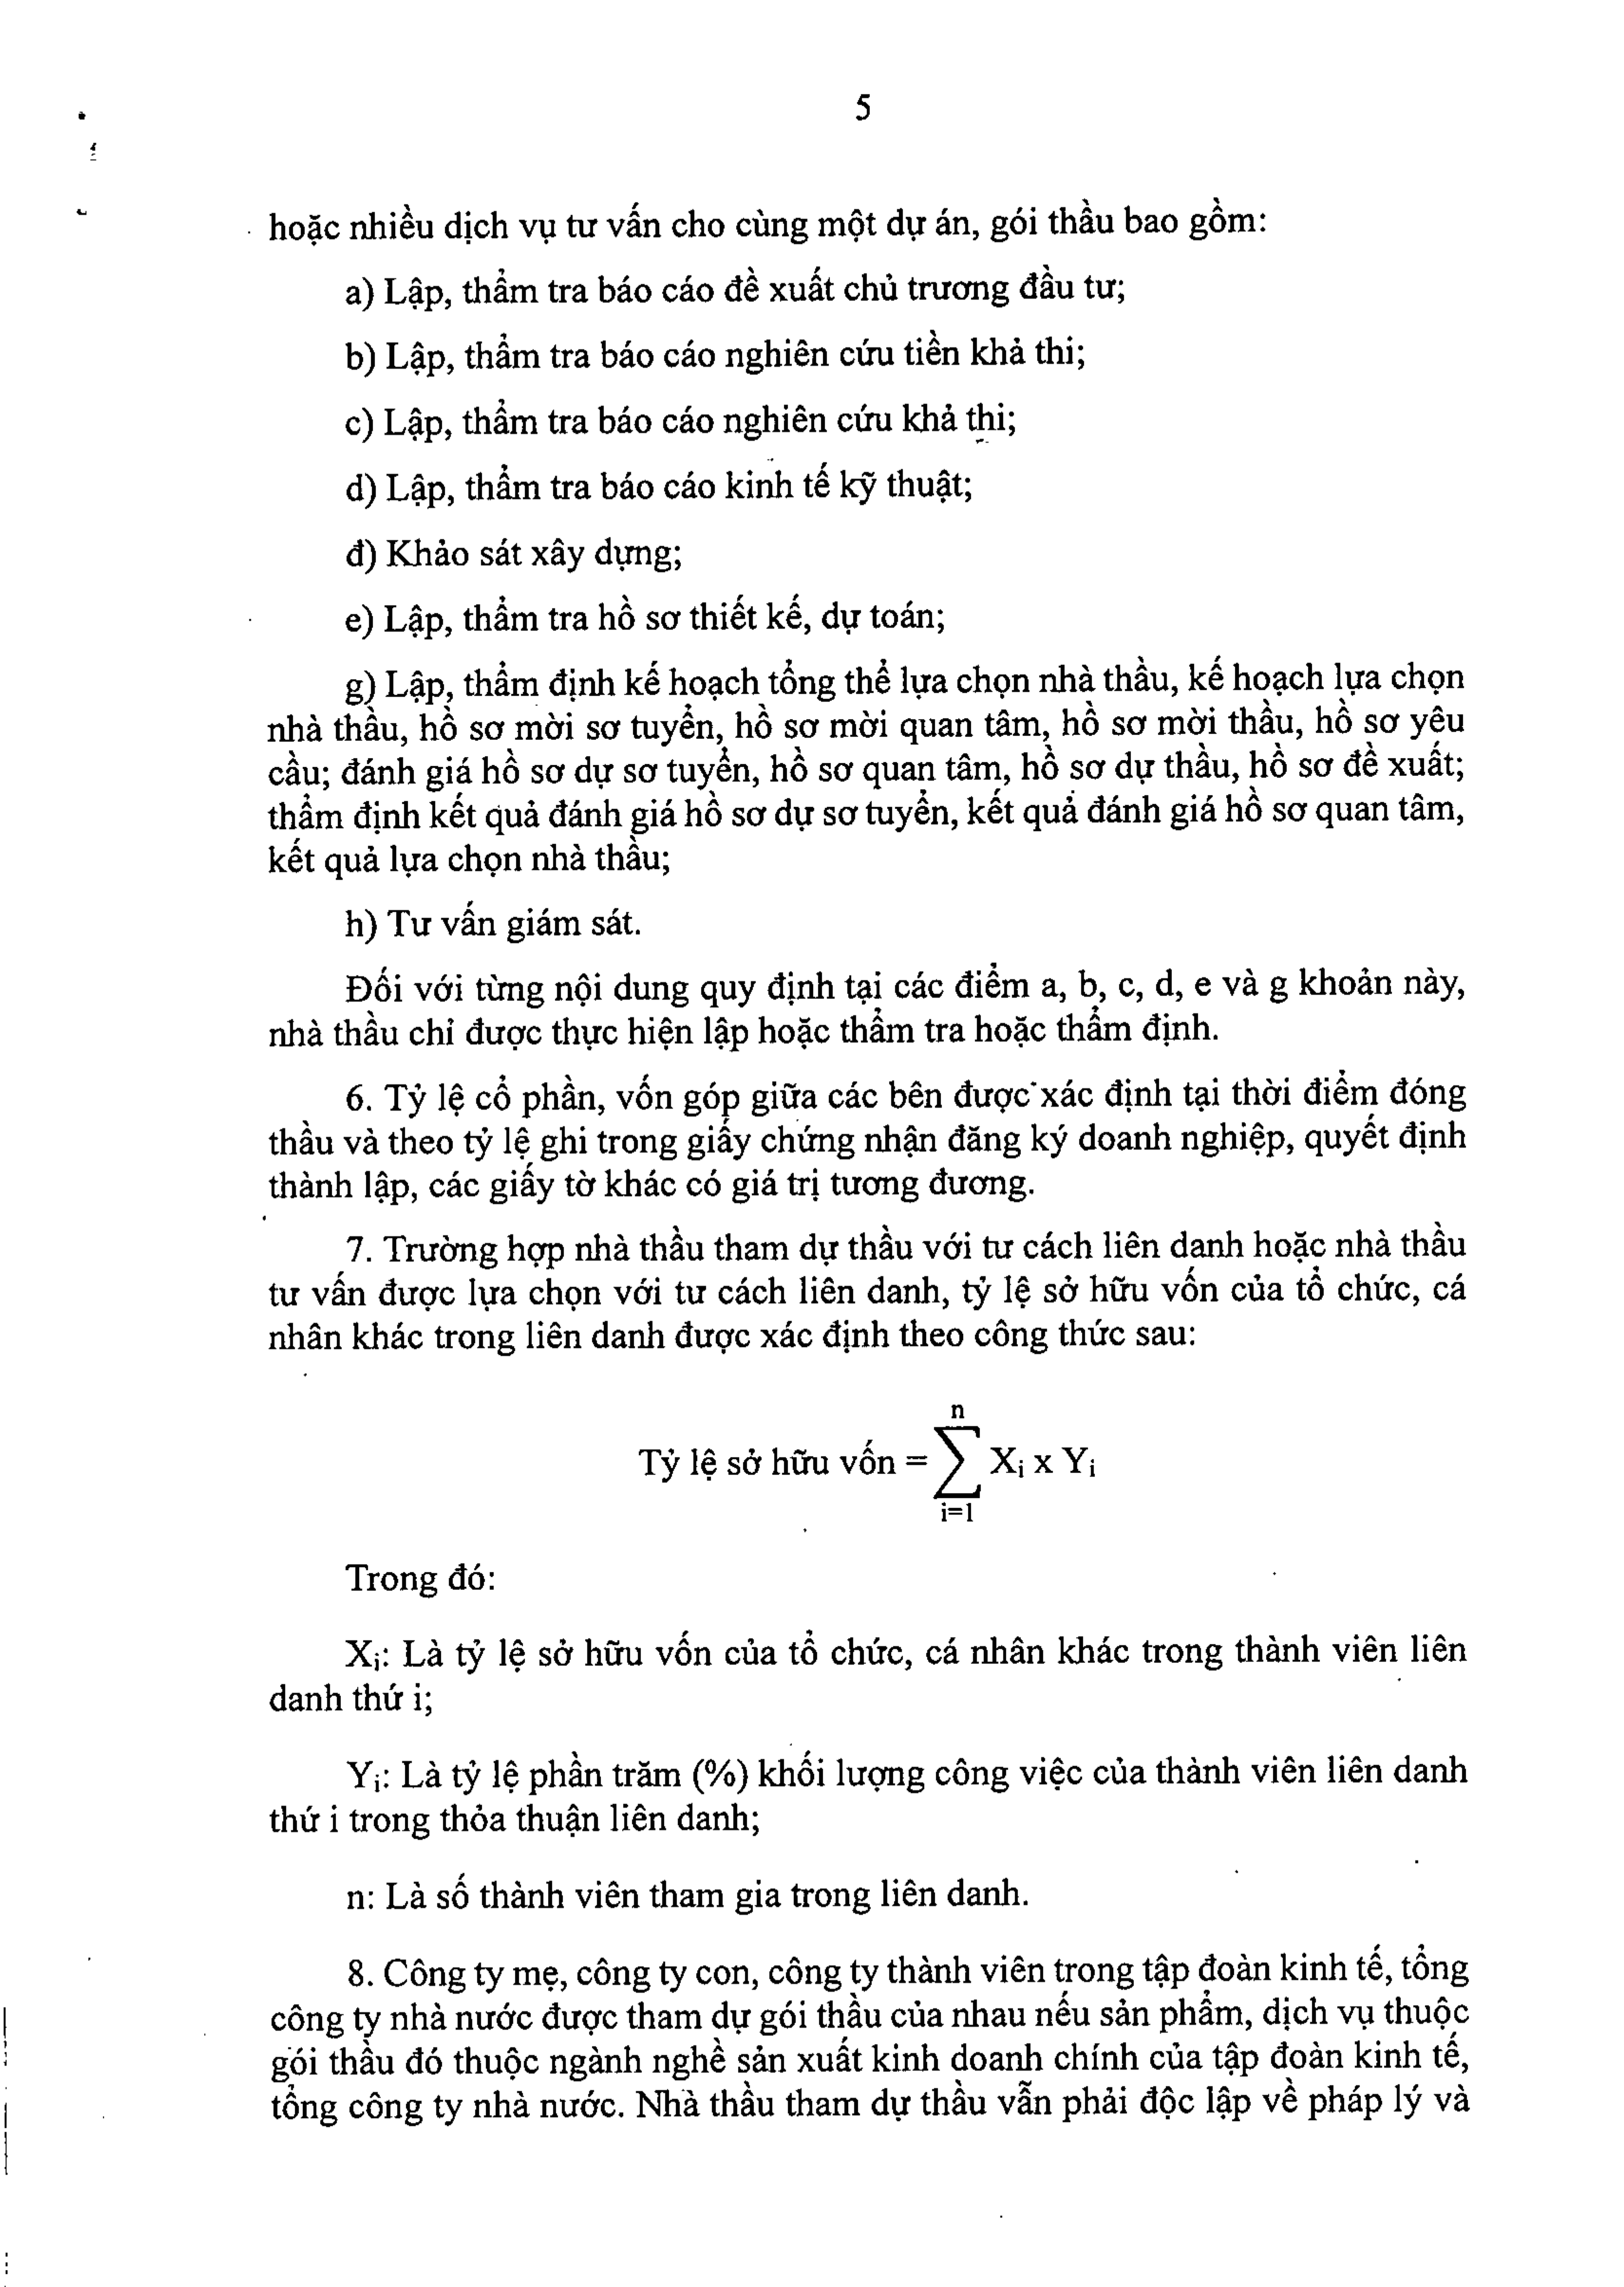 5
hoặc nhiều dịch vụ tư vấn cho cùng một dự án, gói thầu bao gồm:
a) Lập, thẩm tra báo cáo đề xuất chủ trương đầu tư;
b) Lập, thẩm tra báo cáo nghiên cứu tiền khả thi;
c) Lập, thẩm tra báo cáo nghiên cứu khả thi;
d) Lập, thẩm tra báo cáo kinh tế kỹ thuật;
đ) Khảo sát xây dựng;
e) Lập, thẩm tra hồ sơ thiết kế, dự toán;
g) Lập, thẩm định kế hoạch tổng thể lựa chọn nhà thầu, kế hoạch lựa chọn
nhà thầu, hồ sơ mời sơ tuyển, hồ sơ mời quan tâm, hồ sơ mời thầu, hồ sơ yêu
cầu; đánh giá hồ sơ dự sơ tuyển, hồ sơ quan tâm, hồ sơ dự thầu, hồ sơ đề xuất;
thẩm định kết quả đánh giá hồ sơ dự sơ tuyển, kết quả đánh giá hồ sơ quan tâm,
kết quả lựa chọn nhà thầu;
h) Tư vấn giám sát.
Đối với từng nội dung quy định tại các điểm a, b, c, d, e và g khoản này,
nhà thầu chỉ được thực hiện lập hoặc thẩm tra hoặc thẩm định.
6. Tỷ lệ cổ phần, vốn góp giữa các bên được xác định tại thời điểm đóng
thầu và theo tỷ lệ ghi trong giấy chứng nhận đăng ký doanh nghiệp, quyết định
thành lập, các giấy tờ khác có giá trị tương đương.
7. Trường hợp nhà thầu tham dự thầu với tư cách liên danh hoặc nhà thầu
tư vấn được lựa chọn với tư cách liên danh, tỷ lệ sở hữu vốn của tổ chức, cá
nhân khác trong liên danh được xác định theo công thức sau:
n
Tỷ lệ sở hữu vốn = ∑ Xi x Yi
i=1
Trong đó:
Xi: Là tỷ lệ sở hữu vốn của tổ chức, cá nhân khác trong thành viên liên
danh thứ i;
Yi: Là tỷ lệ phần trăm (%) khối lượng công việc của thành viên liên danh
thứ i trong thỏa thuận liên danh;
n: Là số thành viên tham gia trong liên danh.
8. Công ty mẹ, công ty con, công ty thành viên trong tập đoàn kinh tế, tổng
công ty nhà nước được tham dự gói thầu của nhau nếu sản phẩm, dịch vụ thuộc
gói thầu đó thuộc ngành nghề sản xuất kinh doanh chính của tập đoàn kinh tế,
tổng công ty nhà nước. Nhà thầu tham dự thầu vẫn phải độc lập về pháp lý và